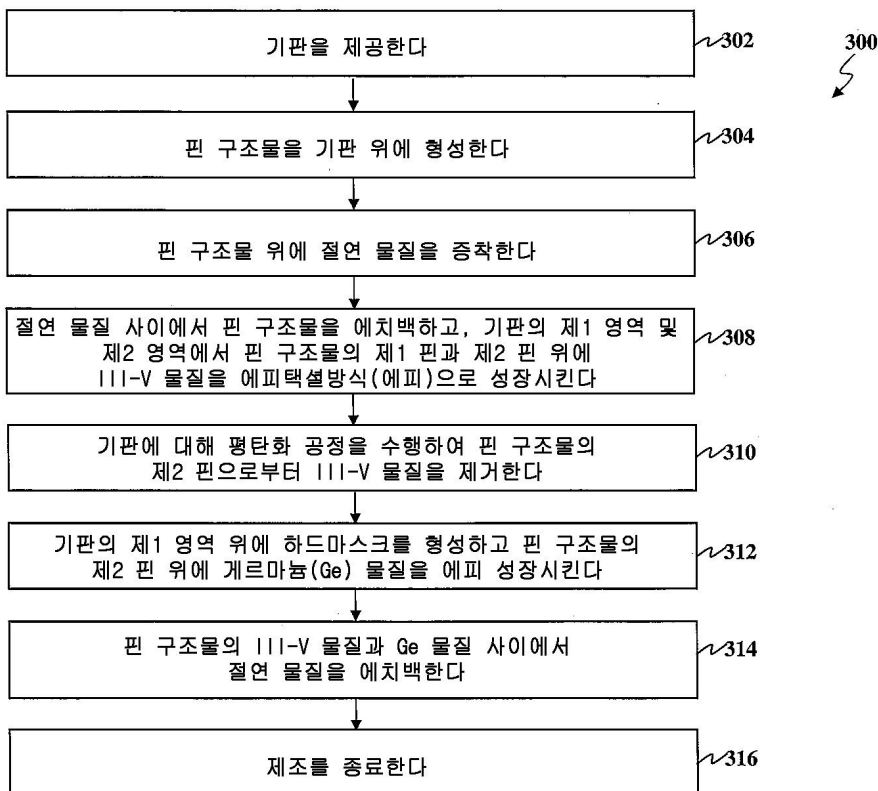 기판을 제공한다
302
300
핀 구조물을 기판 위에 형성한다
304
핀 구조물 위에 절연 물질을 증착한다
306
절연 물질 사이에서 핀 구조물을 에치백하고, 기판의 제1 영역 및
제2 영역에서 핀 구조물의 제1 핀과 제2 핀 위에
III-V 물질을 에피택셜방식(에피)으로 성장시킨다
308
기판에 대해 평탄화 공정을 수행하여 핀 구조물의
제2 핀으로부터 III-V 물질을 제거한다
310
기판의 제1 영역 위에 하드마스크를 형성하고 핀 구조물의
제2 핀 위에 게르마늄(Ge) 물질을 에피 성장시킨다
312
핀 구조물의 III-V 물질과 Ge 물질 사이에서
절연 물질을 에치백한다
314
제조를 종료한다
316